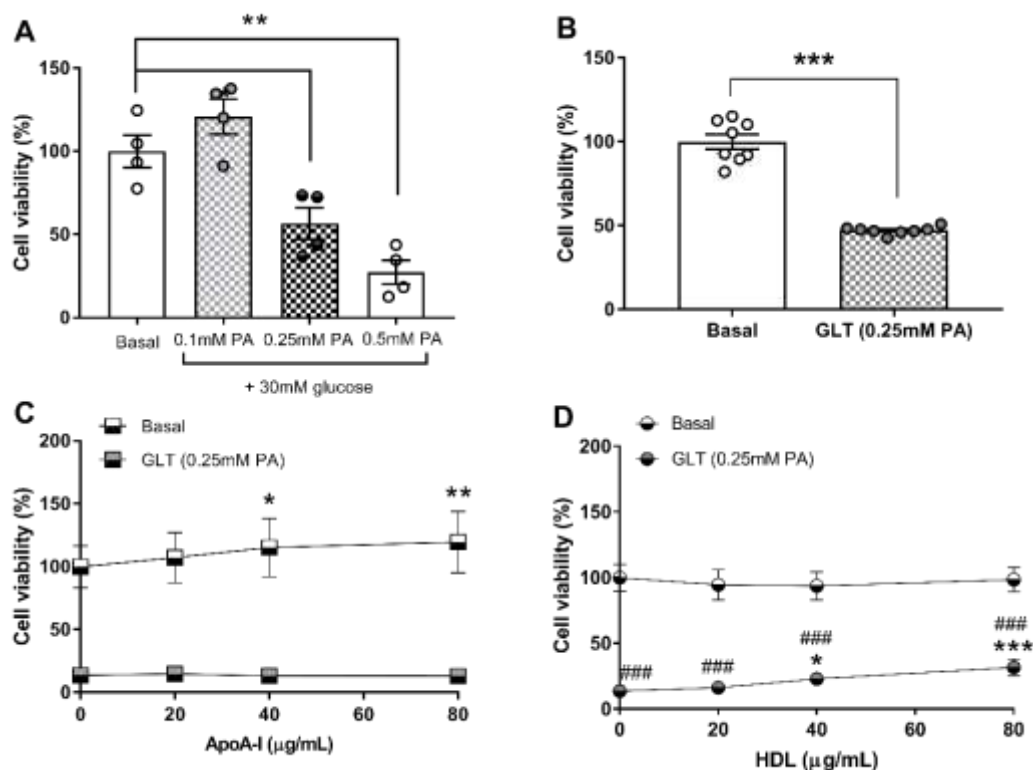 A
**
Cell viability (%)
150
100
50
0
Basal
0.1mM PA
0.25mM PA
0.5mM PA
+ 30mM glucose
B
***
Cell viability (%)
150
100
50
0
Basal
GLT (0.25mM PA)
C
Basal
GLT (0.25mM PA)
Cell viability (%)
200
150
100
50
0
*
**
0
20
40
60
80
ApoA-I (μg/mL)
D
Basal
GLT (0.25mM PA)
Cell viability (%)
200
150
100
50
0
###
###
###
*
###
***
0
20
40
60
80
HDL (μg/mL)